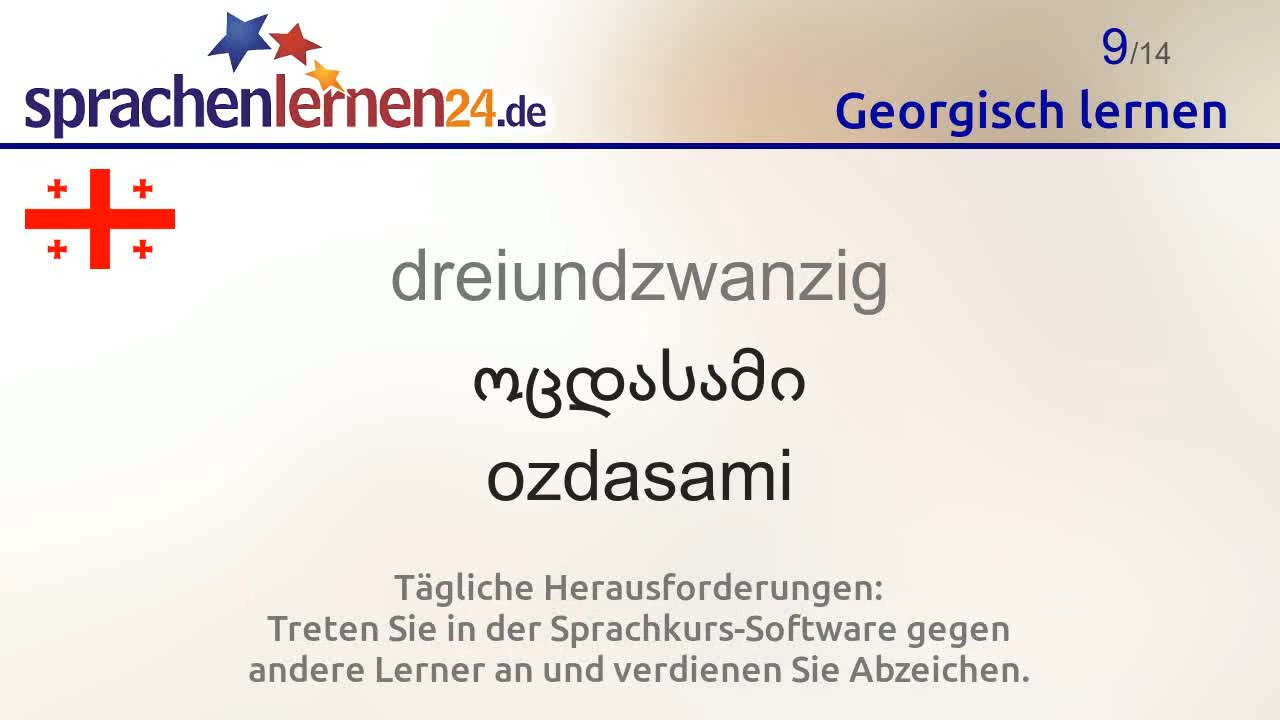 sprachenlernen24.de
9/14
Georgisch lernen
dreiundzwanzig
ოცდასამი
ozdasami
Tägliche Herausforderungen:
Treten Sie in der Sprachkurs-Software gegen
andere Lerner an und verdienen Sie Abzeichen.